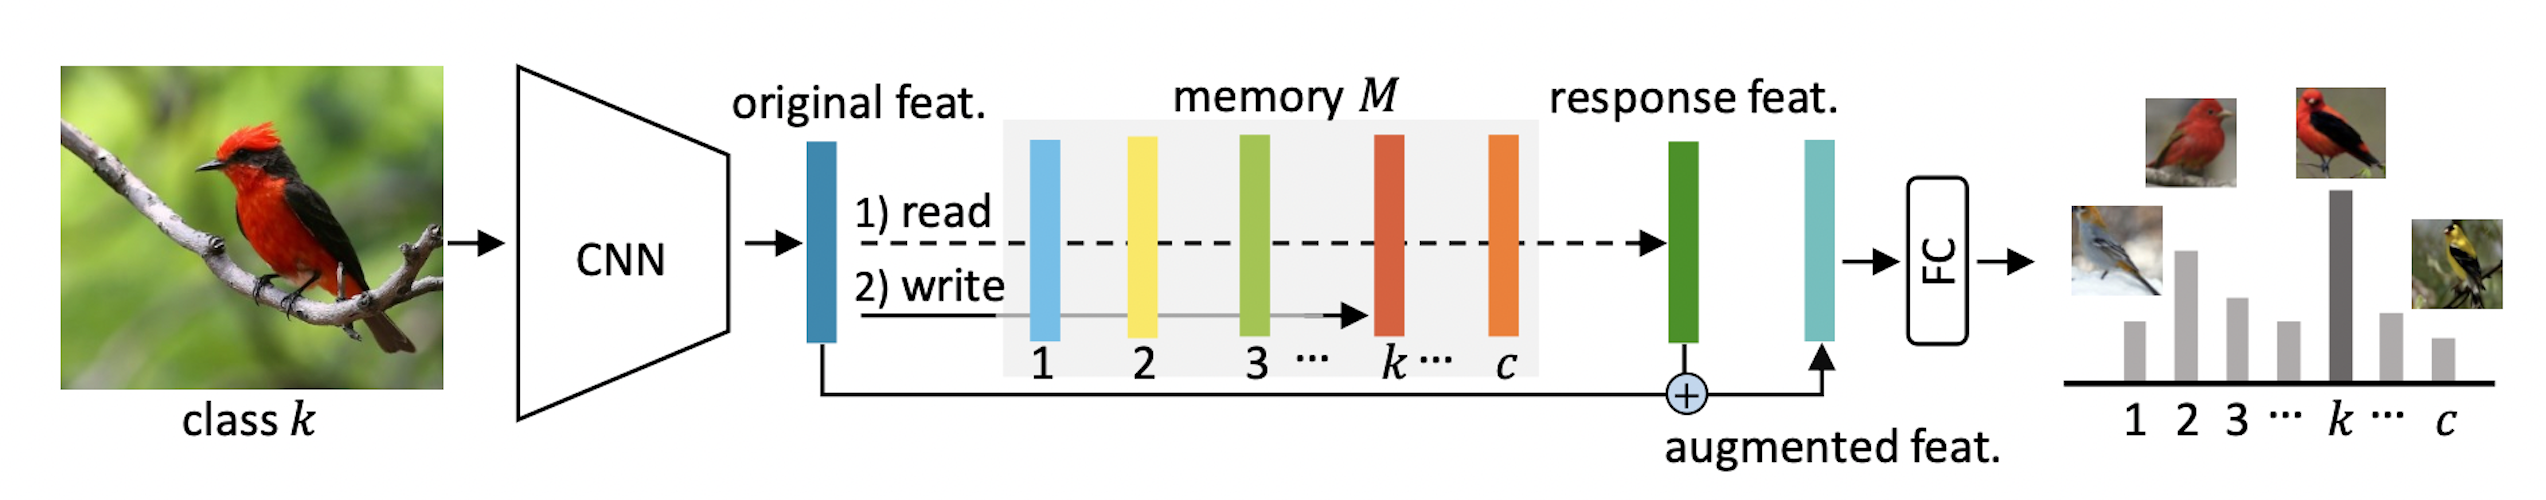 class k
CNN
original feat.
1) read
2) write
memory M
1 2 3 ··· k ··· c
response feat.
+
augmented feat.
FC
1 2 3 ··· k ··· c